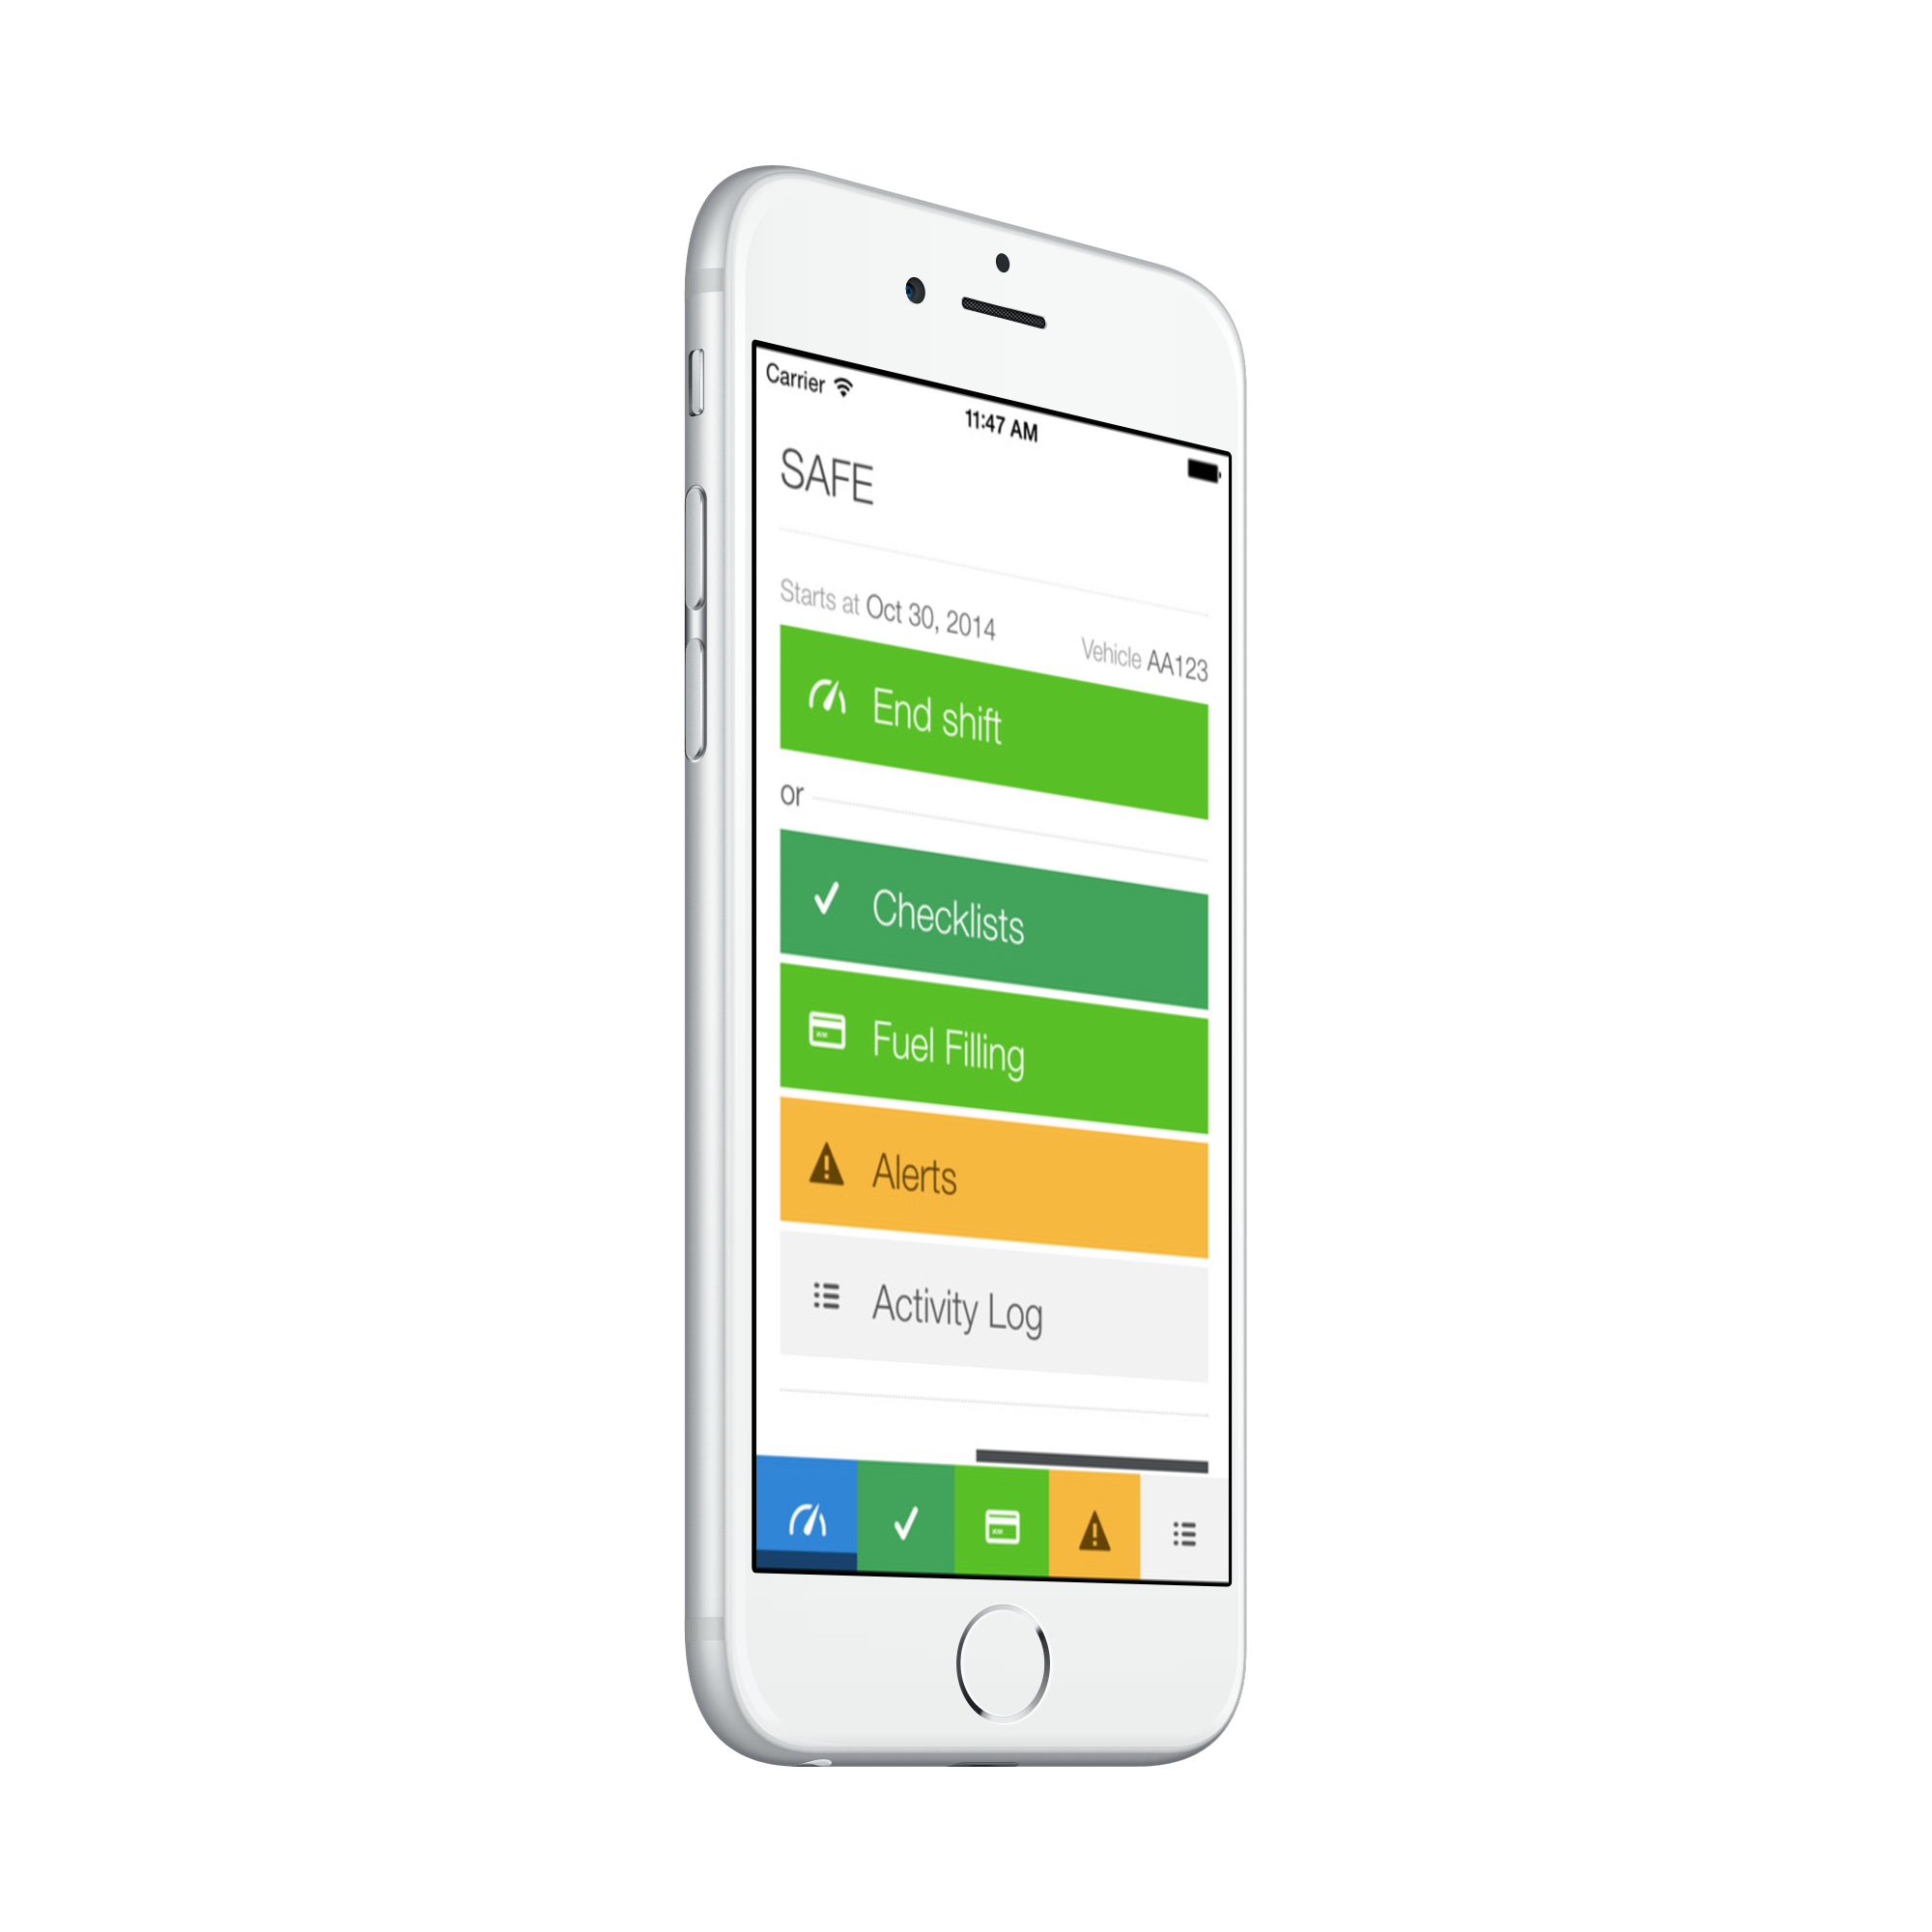 Carrier
11:47 AM
SAFE
Starts at Oct 30, 2014
Vehicle AA123
End shift
or
Checklists
Fuel Filling
Alerts
Activity Log